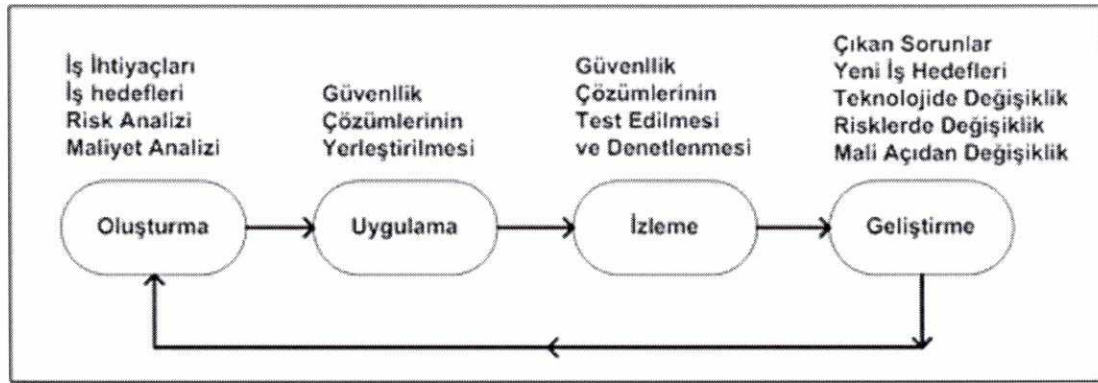 İş İhtiyaçları
İş hedefleri
Risk Analizi
Maliyet Analizi
Güvenlik
Çözümlerinin
Yerleştirilmesi
Güvenlik
Çözümlerinin
Test Edilmesi
ve Denetlenmesi
Çıkan Sorunlar
Yeni İş Hedefleri
Teknolojide Değişiklik
Risklerde Değişiklik
Mali Açıdan Değişiklik
Oluşturma
Uygulama
İzleme
Geliştirme